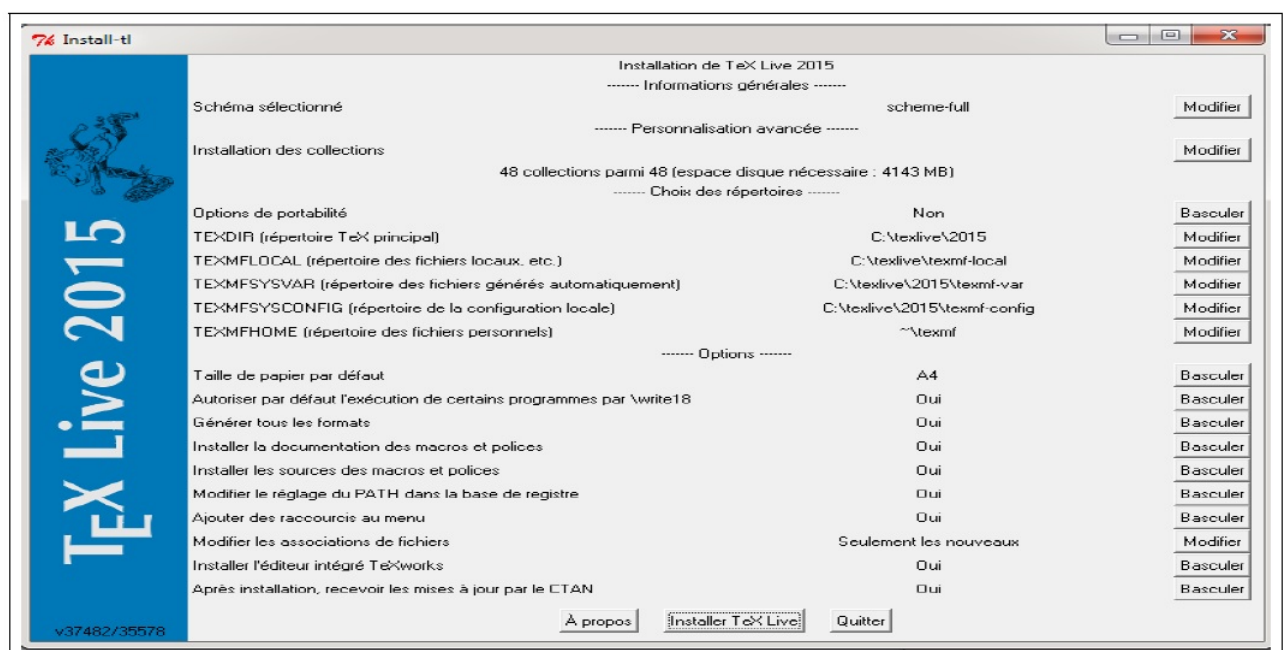 Install-tl
Installation de TeX Live 2015
------- Informations générales -------
Schéma sélectionné scheme-full Modifier
------- Personnalisation avancée -------
Installation des collections Modifier
48 collections parmi 48 (espace disque nécessaire : 4143 MB)
------- Choix des répertoires -------
Options de portabilité Non Basculer
TEXDIR (répertoire TeX principal) C:\texlive\2015 Modifier
TEXMFLOCAL (répertoire des fichiers locaux, etc.) C:\texlive\texmf-local Modifier
TEXMFSYSVAR (répertoire des fichiers générés automatiquement) C:\texlive\2015\texmf-var Modifier
TEXMFSYSCONFIG (répertoire de la configuration locale) C:\texlive\2015\texmf-config Modifier
TEXMFHOME (répertoire des fichiers personnels) ~\texmf Modifier
------- Options -------
Taille de papier par défaut A4 Basculer
Autoriser par défaut l'exécution de certains programmes par \write18 Oui Basculer
Générer tous les formats Oui Basculer
Installer la documentation des macros et polices Oui Basculer
Installer les sources des macros et polices Oui Basculer
Modifier le réglage du PATH dans la base de registre Oui Basculer
Ajouter des raccourcis au menu Oui Basculer
Modifier les associations de fichiers Seulement les nouveaux Modifier
Installer l'éditeur intégré TeXworks Oui Basculer
Après installation, recevoir les mises à jour par le CTAN Oui Basculer
À propos Installer TeX Live Quitter
TEX Live 2015
v37482/35578